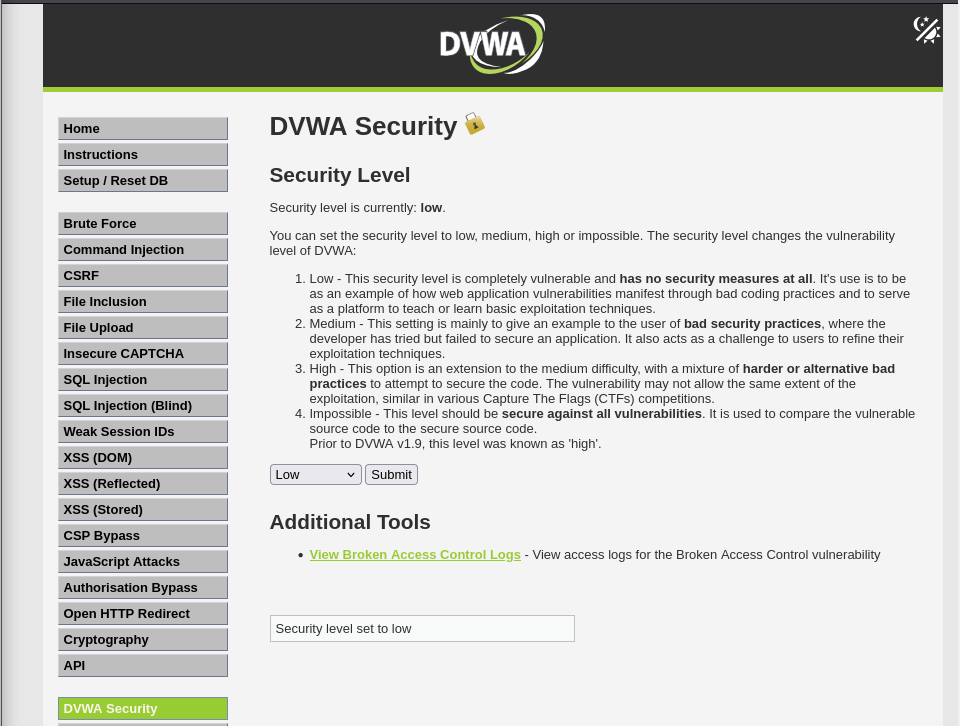 DVWA
Home
Instructions
Setup / Reset DB
Brute Force
Command Injection
CSRF
File Inclusion
File Upload
Insecure CAPTCHA
SQL Injection
SQL Injection (Blind)
Weak Session IDs
XSS (DOM)
XSS (Reflected)
XSS (Stored)
CSP Bypass
JavaScript Attacks
Authorisation Bypass
Open HTTP Redirect
Cryptography
API
DVWA Security
DVWA Security
Security Level
Security level is currently: low.
You can set the security level to low, medium, high or impossible. The security level changes the vulnerability
level of DVWA:
1. Low - This security level is completely vulnerable and has no security measures at all. It's use is to be
as an example of how web application vulnerabilities manifest through bad coding practices and to serve
as a platform to teach or learn basic exploitation techniques.
2. Medium - This setting is mainly to give an example to the user of bad security practices, where the
developer has tried but failed to secure an application. It also acts as a challenge to users to refine their
exploitation techniques.
3. High - This option is an extension to the medium difficulty, with a mixture of harder or alternative bad
practices to attempt to secure the code. The vulnerability may not allow the same extent of the
exploitation, similar in various Capture The Flags (CTFs) competitions.
4. Impossible - This level should be secure against all vulnerabilities. It is used to compare the vulnerable
source code to the secure source code.
Prior to DVWA v1.9, this level was known as 'high'.
Low Submit
Additional Tools
• View Broken Access Control Logs - View access logs for the Broken Access Control vulnerability
Security level set to low